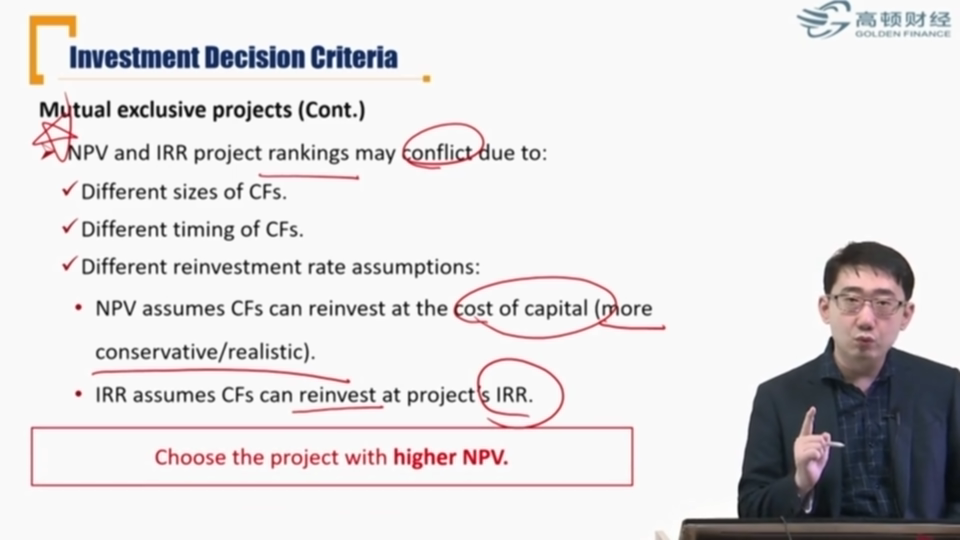 高顿财经
GOLDEN FINANCE
Investment Decision Criteria
Mutual exclusive projects (Cont.)
NPV and IRR project rankings may conflict due to:
Different sizes of CFs.
Different timing of CFs.
Different reinvestment rate assumptions:
NPV assumes CFs can reinvest at the cost of capital (more
conservative/realistic).
IRR assumes CFs can reinvest at project's IRR.
Choose the project with higher NPV.